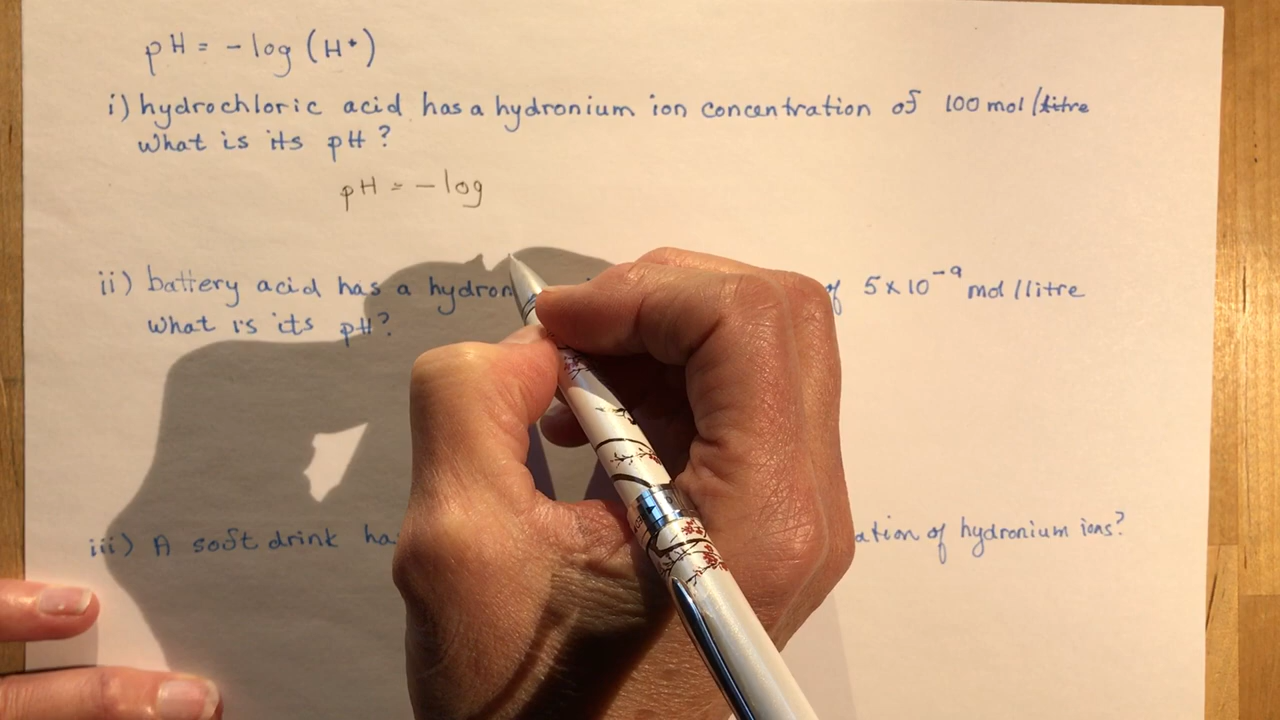 pH = -log (H⁺)
i) hydrochloric acid has a hydronium ion concentration of 100 mol/litre
what is its pH?
pH = -log
ii) battery acid has a hydron of 5x10⁻⁹ mol/litre
what is its pH?
iii) A soft drink ha ation of hydronium ions?